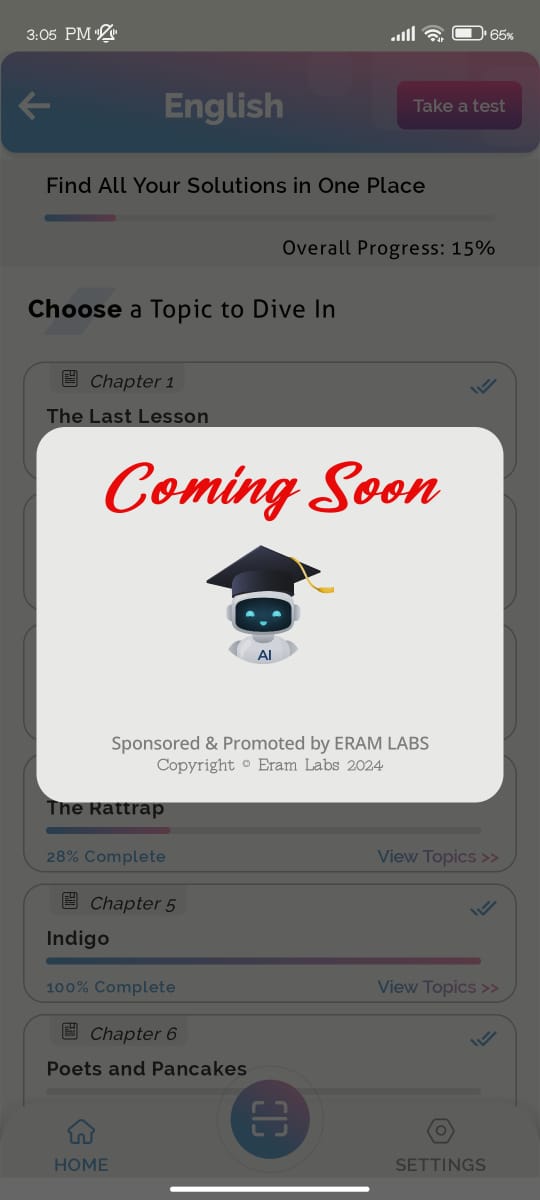 3:05 PM
65%
English
Take a test
Find All Your Solutions in One Place
Overall Progress: 15%
Choose a Topic to Dive In
Chapter 1
The Last Lesson
Coming Soon
AI
Sponsored & Promoted by ERAM LABS
Copyright © Eram Labs 2024
The Rattrap
28% Complete
View Topics >>
Chapter 5
Indigo
100% Complete
View Topics >>
Chapter 6
Poets and Pancakes
HOME
SETTINGS